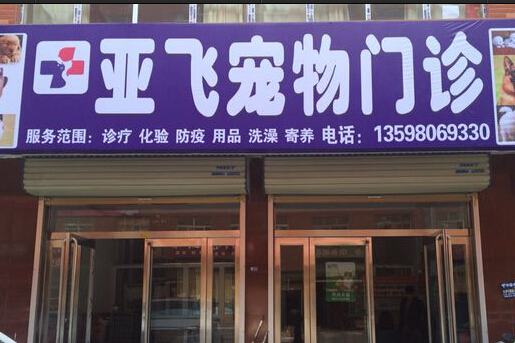 亚飞宠物门诊
服务范围：诊疗 化验 防疫 用品 洗澡 寄养 电话：13598069330